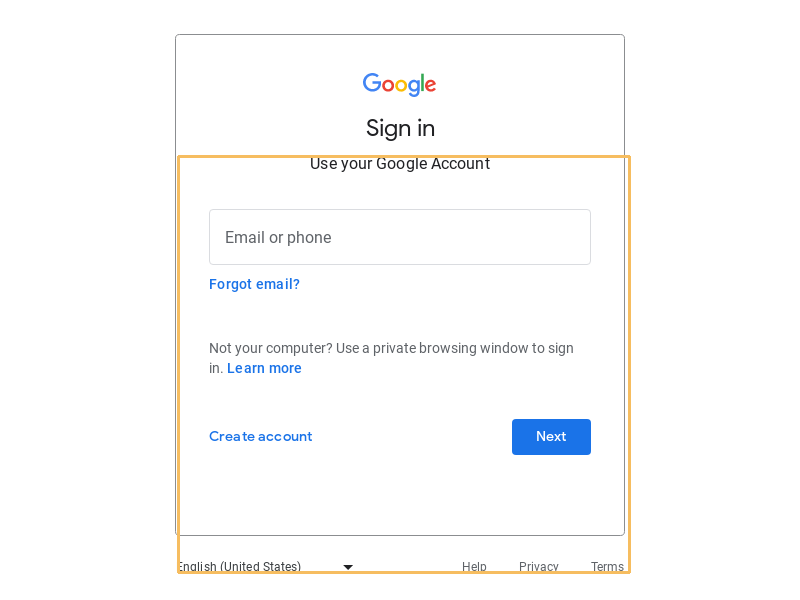 Google
Sign in
Use your Google Account
Email or phone
Forgot email?
Not your computer? Use a private browsing window to sign
in. Learn more
Create account Next
English (United States) Help Privacy Terms